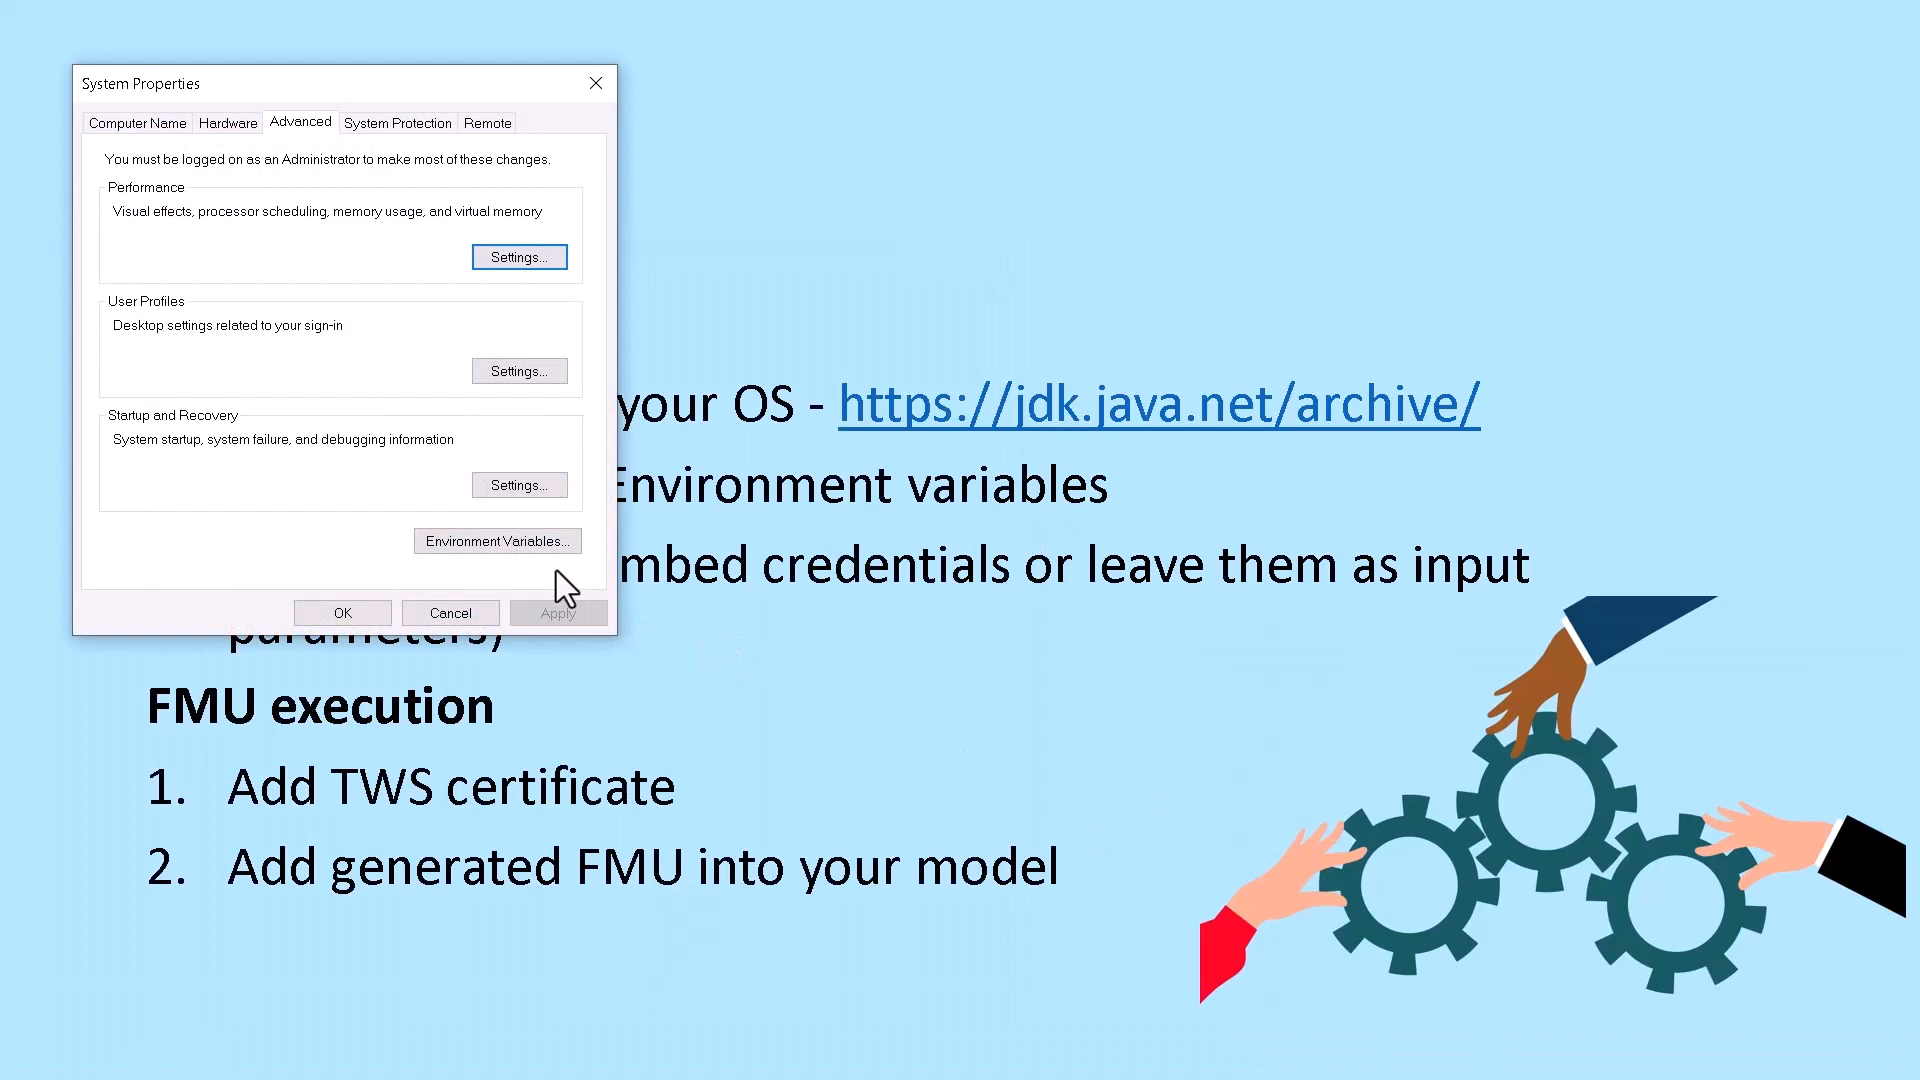 System Properties
Computer Name Hardware Advanced System Protection Remote
You must be logged on as an Administrator to make most of these changes.
Performance
Visual effects, processor scheduling, memory usage, and virtual memory
Settings...
User Profiles
Desktop settings related to your sign-in
Settings...
Startup and Recovery
System startup, system failure, and debugging information
Settings...
Environment Variables...
OK Cancel Apply
your OS - https://jdk.java.net/archive/
Environment variables
mbed credentials or leave them as input
parameters)
FMU execution
1. Add TWS certificate
2. Add generated FMU into your model